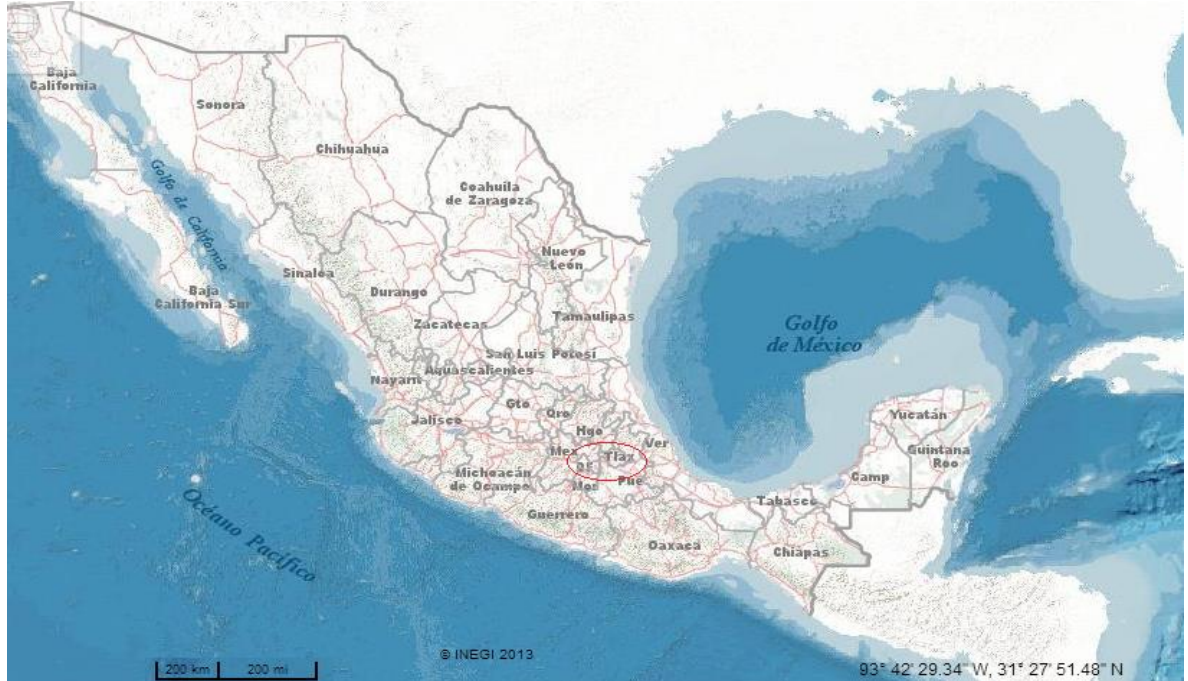 Baja
California
Sonora
Chihuahua
Coahuila
de Zaragoza
Golfo de California
Nuevo
León
Sinaloa
Baja
California Sur
Durango
Tamaulipas
Zacatecas
Golfo
de México
San Luis Potosí
Aguascalientes
Nayarit
Gto
Qro
Jalisco
Yucatán
Hgo
Ver
Mex
Tlax
Quintana
Roo
DF
Michoacán
de Ocampo
Mor
Pue
Camp
Tabasco
Guerrero
Oaxaca
Chiapas
Océano Pacífico
© INEGI 2013
200 km
200 mi
93° 42' 29.34" W, 31° 27' 51.48" N